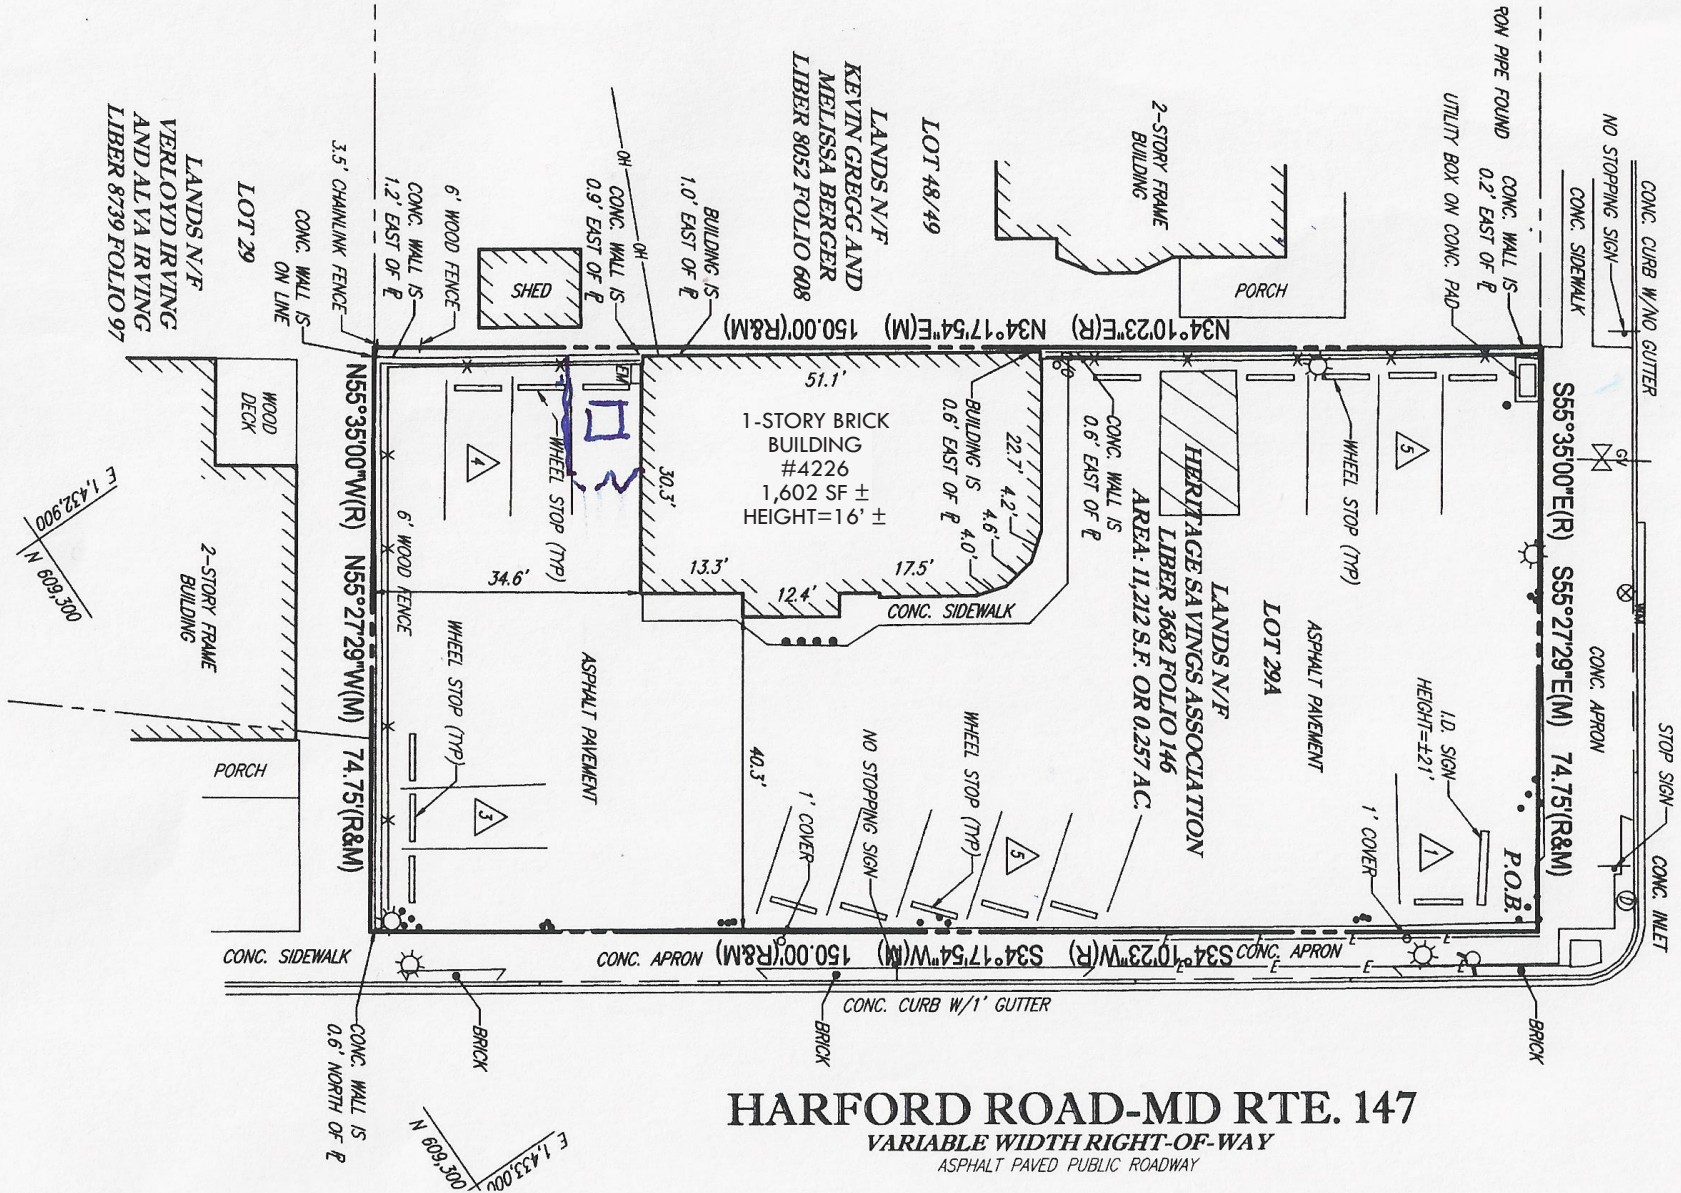 CONC. CURB W/NO GUTTER
NO STOPPING SIGN
CONC. SIDEWALK
RON PIPE FOUND
CONC. WALL IS
0.2' EAST OF ℞
UTILITY BOX ON CONC. PAD
2-STORY FRAME
BUILDING
PORCH
LOT 48/49
LANDS N/F
KEVIN GREGG AND
MELISSA BERGER
LIBER 8052 FOLIO 608
BUILDING IS
1.0' EAST OF ℞
OH
OH
CONC. WALL IS
0.9' EAST OF ℞
SHED
6' WOOD FENCE
CONC. WALL IS
1.2' EAST OF ℞
3.5' CHAINLINK FENCE
CONC. WALL IS
ON LINE
LOT 29
LANDS N/F
VERLOYD IRVING
AND ALVA IRVING
LIBER 8739 FOLIO 97
150.00'(R&M) N34°17'54"E(M) N34°10'23"E(R)
S55°35'00"E(R) S55°27'29"E(M) 74.75'(R&M)
GV
WM
CONC. APRON
STOP SIGN
CONC. INLET
D
WHEEL STOP (TYP)
5
CONC. WALL IS
0.6' EAST OF ℞
BUILDING IS
0.6' EAST OF ℞
51.1'
1-STORY BRICK
BUILDING
#4226
1,602 SF ±
HEIGHT=16' ±
22.7'
4.2'
4.6'
4.0'
30.3'
13.3'
12.4'
17.5'
EM
WHEEL STOP (TYP)
4
34.6'
CONC. SIDEWALK
LOT 29A
LANDS N/F
HERITAGE SAVINGS ASSOCIATION
LIBER 3682 FOLIO 146
AREA: 11,212 S.F. OR 0.257 AC.
ASPHALT PAVEMENT
I.D. SIGN
HEIGHT=±21'
1
P.O.B.
1' COVER
WOOD
DECK
2-STORY FRAME
BUILDING
PORCH
E 1,432,900
N 609,300
N55°35'00"W(R) N55°27'29"W(M) 74.75'(R&M)
6' WOOD FENCE
WHEEL STOP (TYP)
3
ASPHALT PAVEMENT
40.3'
1' COVER
NO STOPPING SIGN
WHEEL STOP (TYP)
5
150.00'(R&M) S34°17'54"W(M) S34°10'23"W(R)
CONC. SIDEWALK
CONC. APRON
CONC. APRON
E
E
E
E
E
E
E
CONC. CURB W/1' GUTTER
BRICK
BRICK
BRICK
CONC. WALL IS
0.6' NORTH OF ℞
HARFORD ROAD-MD RTE. 147
VARIABLE WIDTH RIGHT-OF-WAY
ASPHALT PAVED PUBLIC ROADWAY
E 1,433,000
N 609,300